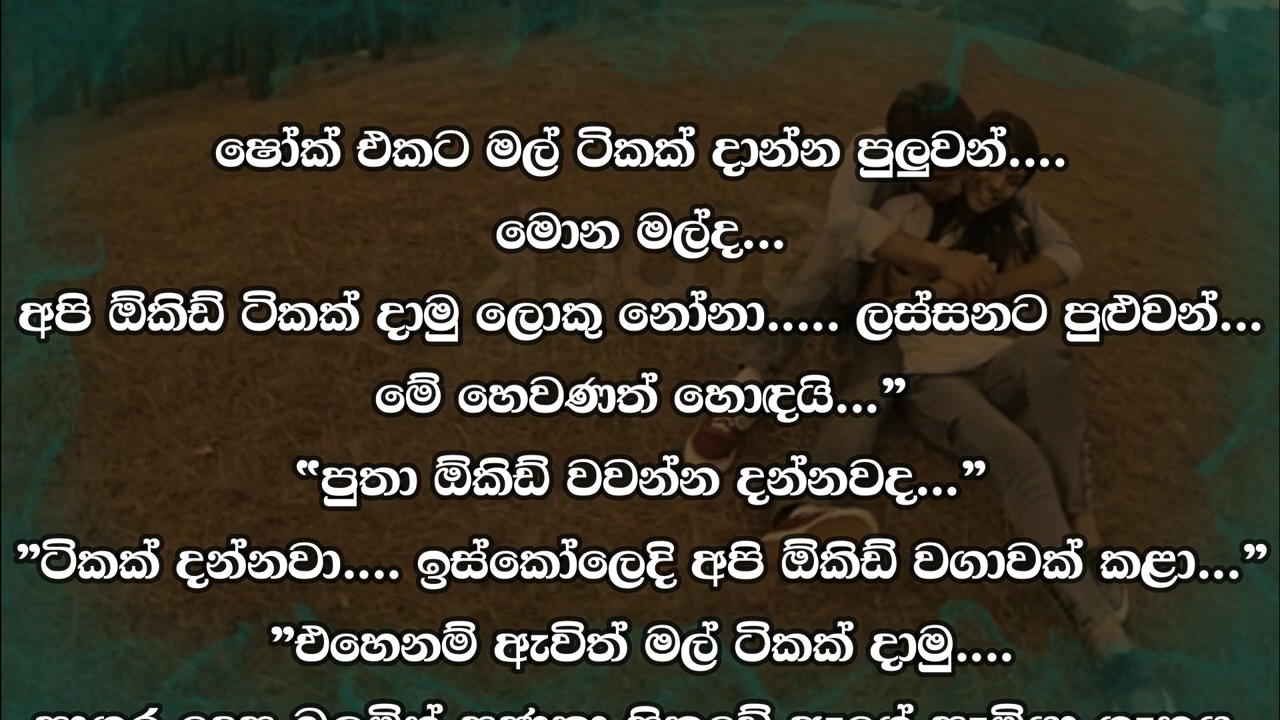 ෂෝක් එකට මල් ටිකක් දාන්න පුලුවන්....
මොන මල්ද...
අපි ඕකිඩ් ටිකක් දාමු ලොකු නෝනා..... ලස්සනට පුළුවන්...
මේ හෙවණත් හොඳයි...”
“පුතා ඕකිඩ් වවන්න දන්නවද...”
”ටිකක් දන්නවා.... ඉස්කෝලෙදි අපි ඕකිඩ් වගාවක් කළා...”
”එහෙනම් ඇවිත් මල් ටිකක් දාමු....